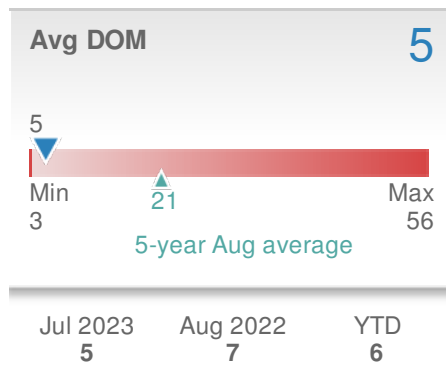 Avg DOM 5
5
Min Max
21
3 56
5-year Aug average
Jul 2023 Aug 2022 YTD
5 7 6